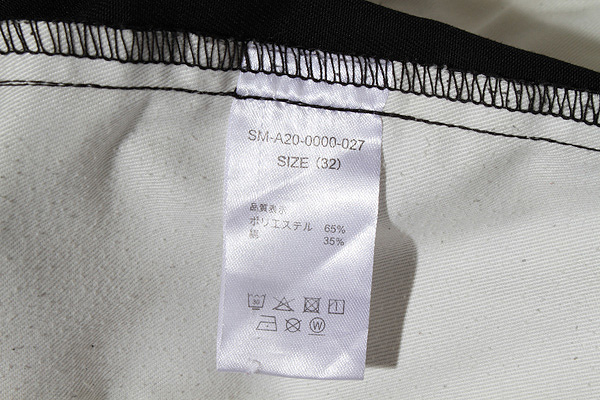 SM-A20-0000-027
SIZE (32)
品質表示
ポリエステル 65%
綿 35%
30
W